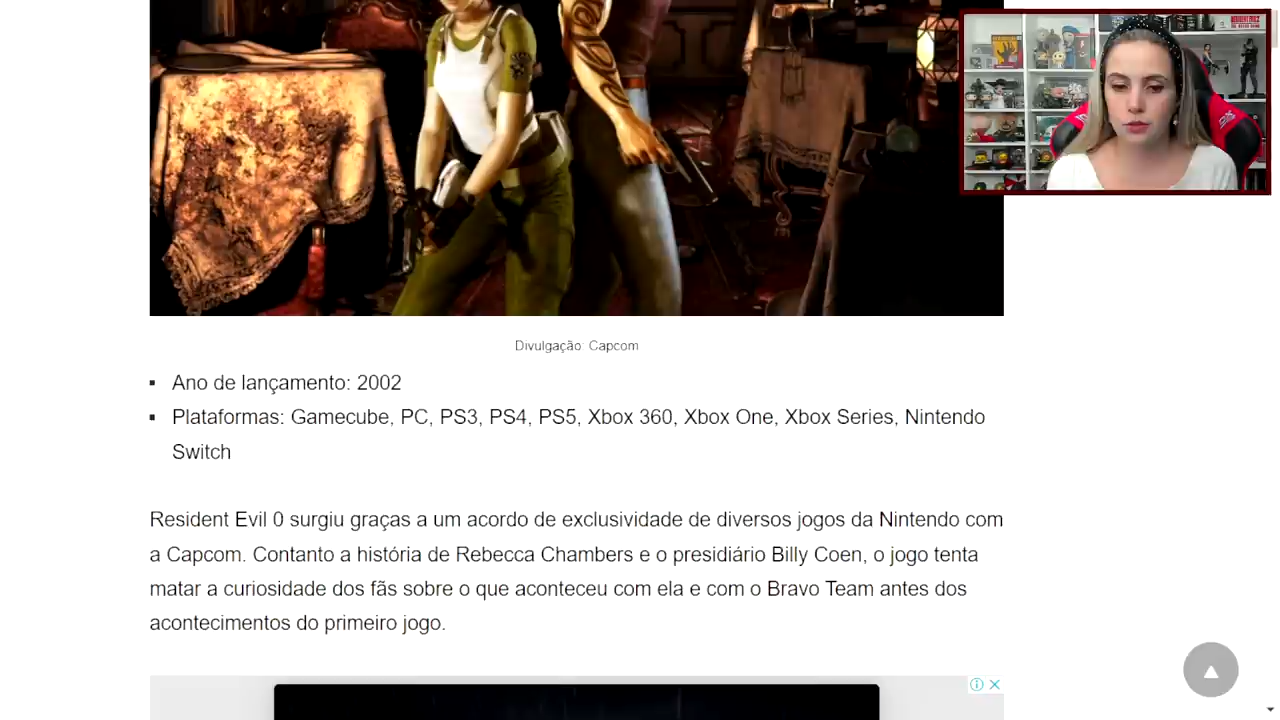 Divulgação: Capcom
Ano de lançamento: 2002
Plataformas: Gamecube, PC, PS3, PS4, PS5, Xbox 360, Xbox One, Xbox Series, Nintendo
Switch
Resident Evil 0 surgiu graças a um acordo de exclusividade de diversos jogos da Nintendo com
a Capcom. Contanto a história de Rebecca Chambers e o presidiário Billy Coen, o jogo tenta
matar a curiosidade dos fãs sobre o que aconteceu com ela e com o Bravo Team antes dos
acontecimentos do primeiro jogo.